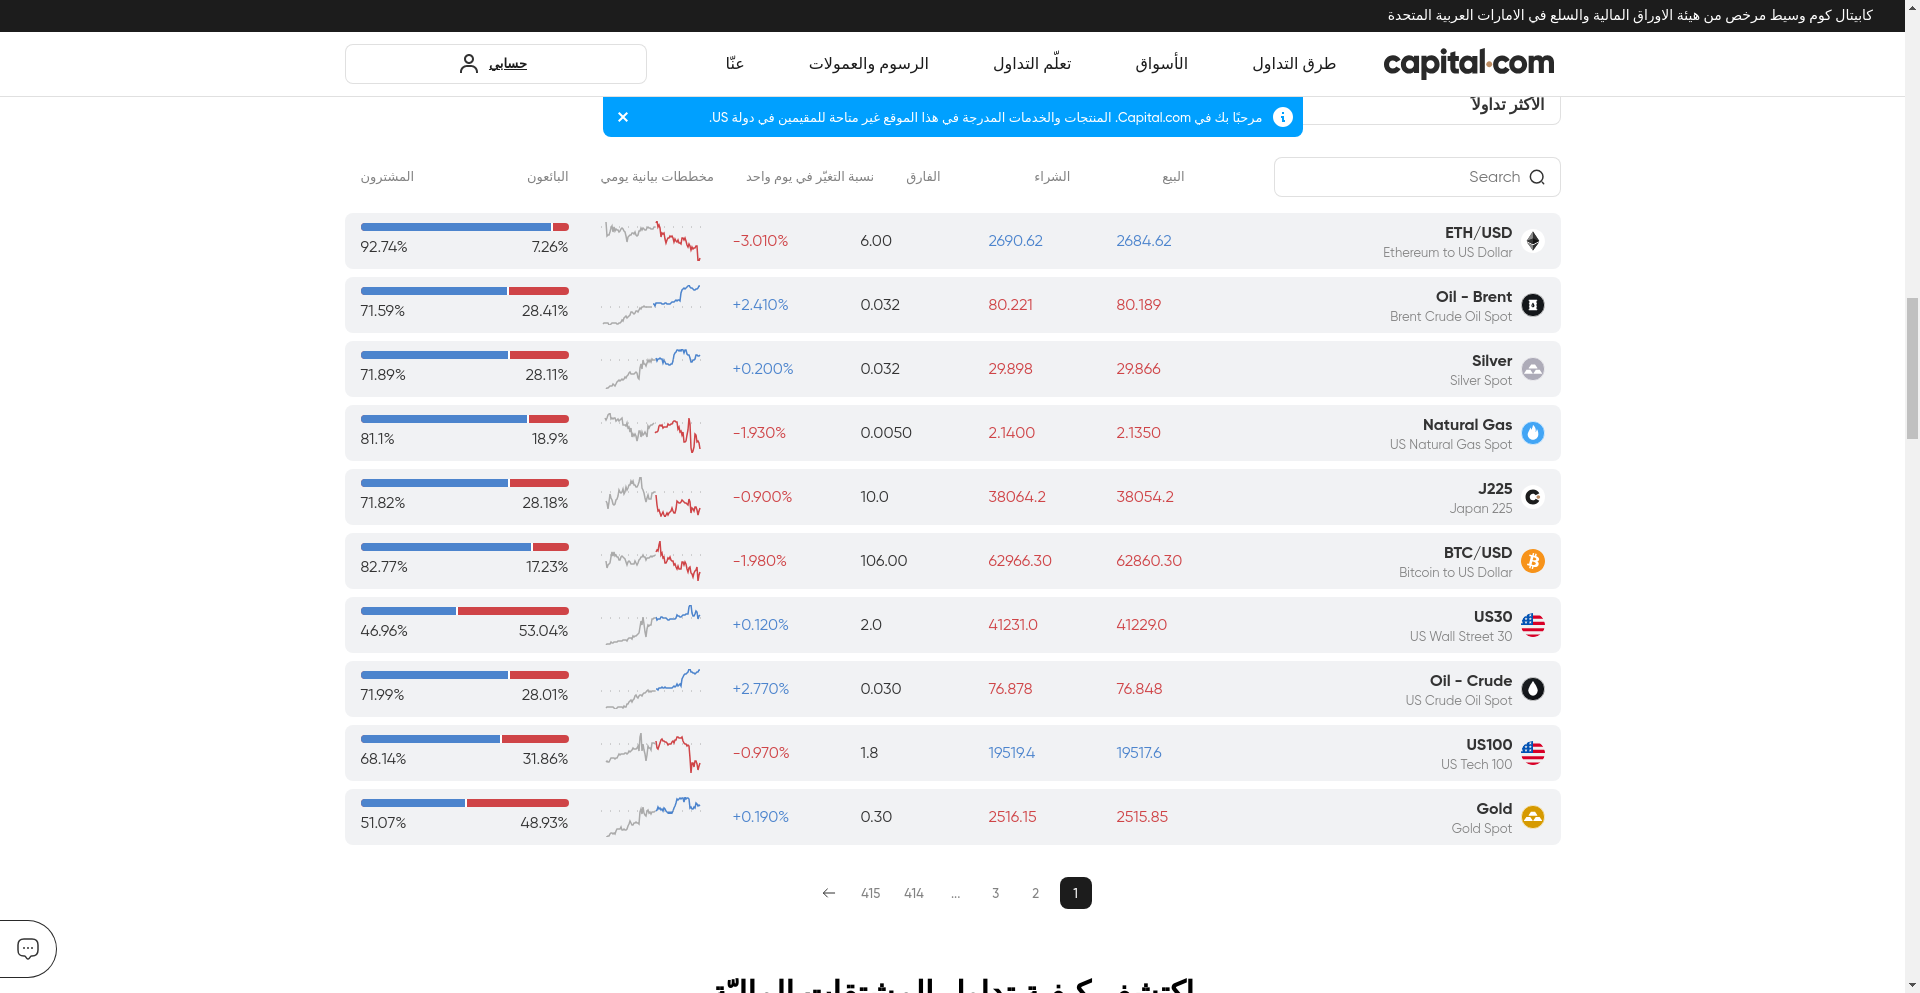 كابيتال كوم وسيط مرخص من هيئة الاوراق المالية والسلع في الامارات العربية المتحدة
capital.com
طرق التداول
الأسواق
تعلّم التداول
الرسوم والعمولات
عنّا
حسابي
الأكثر تداولاً
مرحبًا بك في Capital.com. المنتجات والخدمات المدرجة في هذا الموقع غير متاحة للمقيمين في دولة US.
Search
البيع
الشراء
الفارق
نسبة التغيّر في يوم واحد
مخططات بيانية يومي
البائعون
المشترون
ETH/USD
Ethereum to US Dollar
2684.62
2690.62
6.00
-3.010%
7.26%
92.74%
Oil - Brent
Brent Crude Oil Spot
80.189
80.221
0.032
+2.410%
28.41%
71.59%
Silver
Silver Spot
29.866
29.898
0.032
+0.200%
28.11%
71.89%
Natural Gas
US Natural Gas Spot
2.1350
2.1400
0.0050
-1.930%
18.9%
81.1%
J225
Japan 225
38054.2
38064.2
10.0
-0.900%
28.18%
71.82%
BTC/USD
Bitcoin to US Dollar
62860.30
62966.30
106.00
-1.980%
17.23%
82.77%
US30
US Wall Street 30
41229.0
41231.0
2.0
+0.120%
53.04%
46.96%
Oil - Crude
US Crude Oil Spot
76.848
76.878
0.030
+2.770%
28.01%
71.99%
US100
US Tech 100
19517.6
19519.4
1.8
-0.970%
31.86%
68.14%
Gold
Gold Spot
2515.85
2516.15
0.30
+0.190%
48.93%
51.07%
1
2
3
...
414
415
اكتشف كيفية تداول المشتقات الماليّة